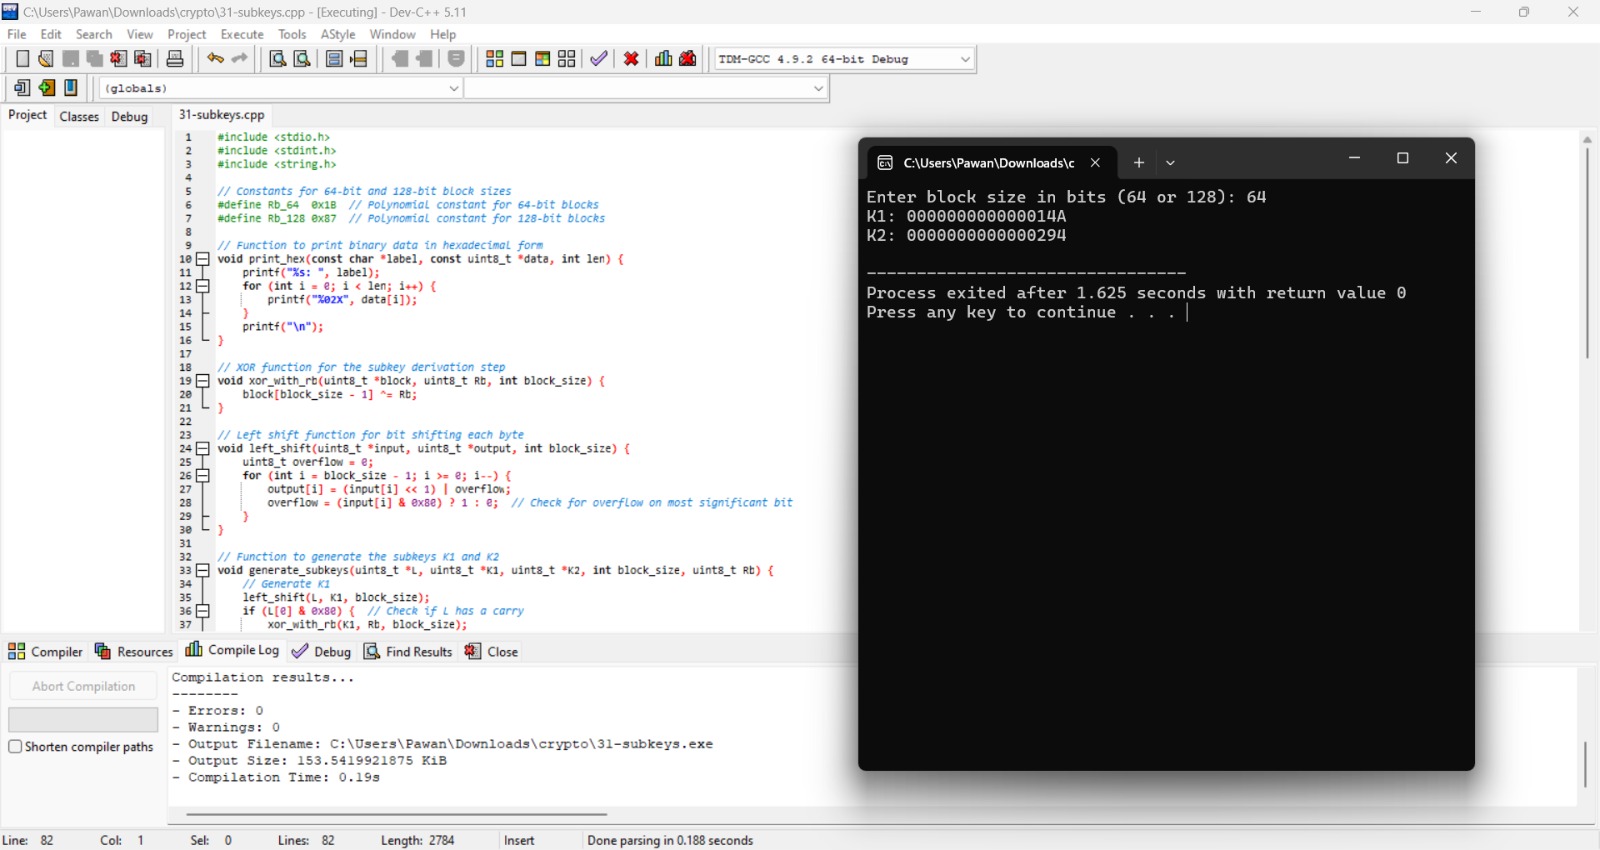 C:\Users\Pawan\Downloads\crypto\31-subkeys.cpp - [Executing] - Dev-C++ 5.11
File Edit Search View Project Execute Tools AStyle Window Help
TDM-GCC 4.9.2 64-bit Debug
(globals)
Project Classes Debug
31-subkeys.cpp
1 #include <stdio.h>
2 #include <stdint.h>
3 #include <string.h>
4
5 // Constants for 64-bit and 128-bit block sizes
6 #define Rb_64 0x1B // Polynomial constant for 64-bit blocks
7 #define Rb_128 0x87 // Polynomial constant for 128-bit blocks
8
9 // Function to print binary data in hexadecimal form
10 void print_hex(const char *label, const uint8_t *data, int len) {
11 printf("%s: ", label);
12 for (int i = 0; i < len; i++) {
13 printf("%02X", data[i]);
14 }
15 printf("\n");
16 }
17
18 // XOR function for the subkey derivation step
19 void xor_with_rb(uint8_t *block, uint8_t Rb, int block_size) {
20 block[block_size - 1] ^= Rb;
21 }
22
23 // Left shift function for bit shifting each byte
24 void left_shift(uint8_t *input, uint8_t *output, int block_size) {
25 uint8_t overflow = 0;
26 for (int i = block_size - 1; i >= 0; i--) {
27 output[i] = (input[i] << 1) | overflow;
28 overflow = (input[i] & 0x80) ? 1 : 0; // Check for overflow on most significant bit
29 }
30 }
31
32 // Function to generate the subkeys K1 and K2
33 void generate_subkeys(uint8_t *L, uint8_t *K1, uint8_t *K2, int block_size, uint8_t Rb) {
34 // Generate K1
35 left_shift(L, K1, block_size);
36 if (L[0] & 0x80) { // Check if L has a carry
37 xor_with_rb(K1, Rb, block_size);
C:\Users\Pawan\Downloads\c
Enter block size in bits (64 or 128): 64
K1: 000000000000014A
K2: 0000000000000294
--------------------------------
Process exited after 1.625 seconds with return value 0
Press any key to continue . . .
Compiler Resources Compile Log Debug Find Results Close
Abort Compilation
Shorten compiler paths
Compilation results...
--------
- Errors: 0
- Warnings: 0
- Output Filename: C:\Users\Pawan\Downloads\crypto\31-subkeys.exe
- Output Size: 153.5419921875 KiB
- Compilation Time: 0.19s
Line: 82 Col: 1 Sel: 0 Lines: 82 Length: 2784 Insert Done parsing in 0.188 seconds